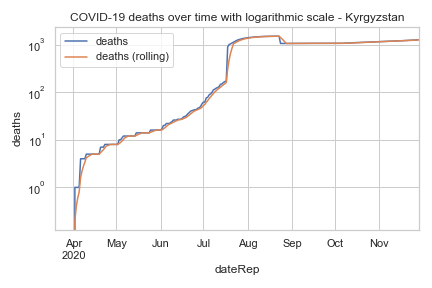 COVID-19 deaths over time with logarithmic scale - Kyrgyzstan
deaths
deaths (rolling)
10³
10²
10¹
10⁰
deaths
Apr May Jun Jul Aug Sep Oct Nov
2020
dateRep